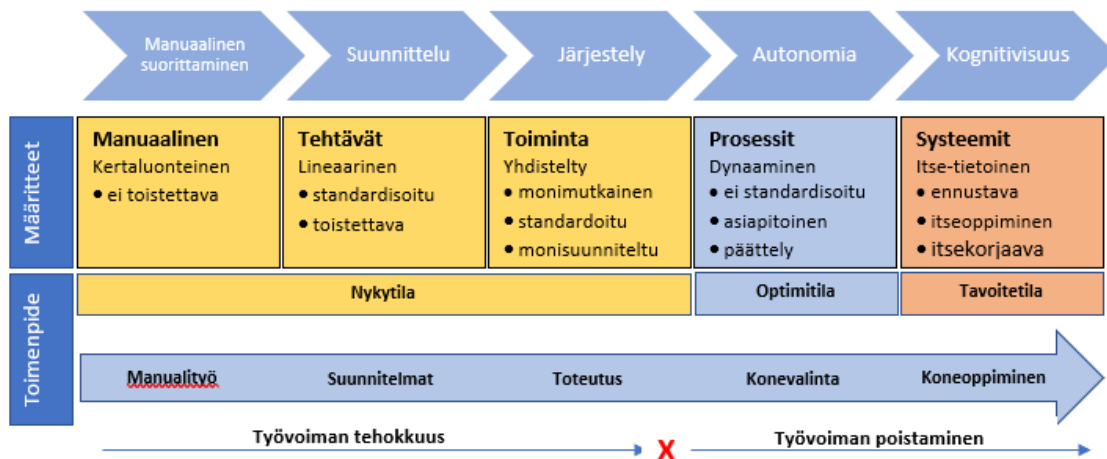 Manuaalinen
suorittaminen
Suunnittelu
Järjestely
Autonomia
Kognitivisuus
Määritteet
Manuaalinen
Kertaluonteinen
• ei toistettava
Tehtävät
Lineaarinen
• standardisoitu
• toistettava
Toiminta
Yhdistelty
• monimutkainen
• standardoitu
• monisuunniteltu
Prosessit
Dynaaminen
• ei standardisoitu
• asiapitoinen
• päättely
Systeemit
Itse-tietoinen
• ennustava
• itseoppiminen
• itsekorjaava
Toimenpide
Nykytila
Optimitila
Tavoitetila
Manualityö
Suunnitelmat
Toteutus
Konevalinta
Koneoppiminen
Työvoiman tehokkuus
X
Työvoiman poistaminen